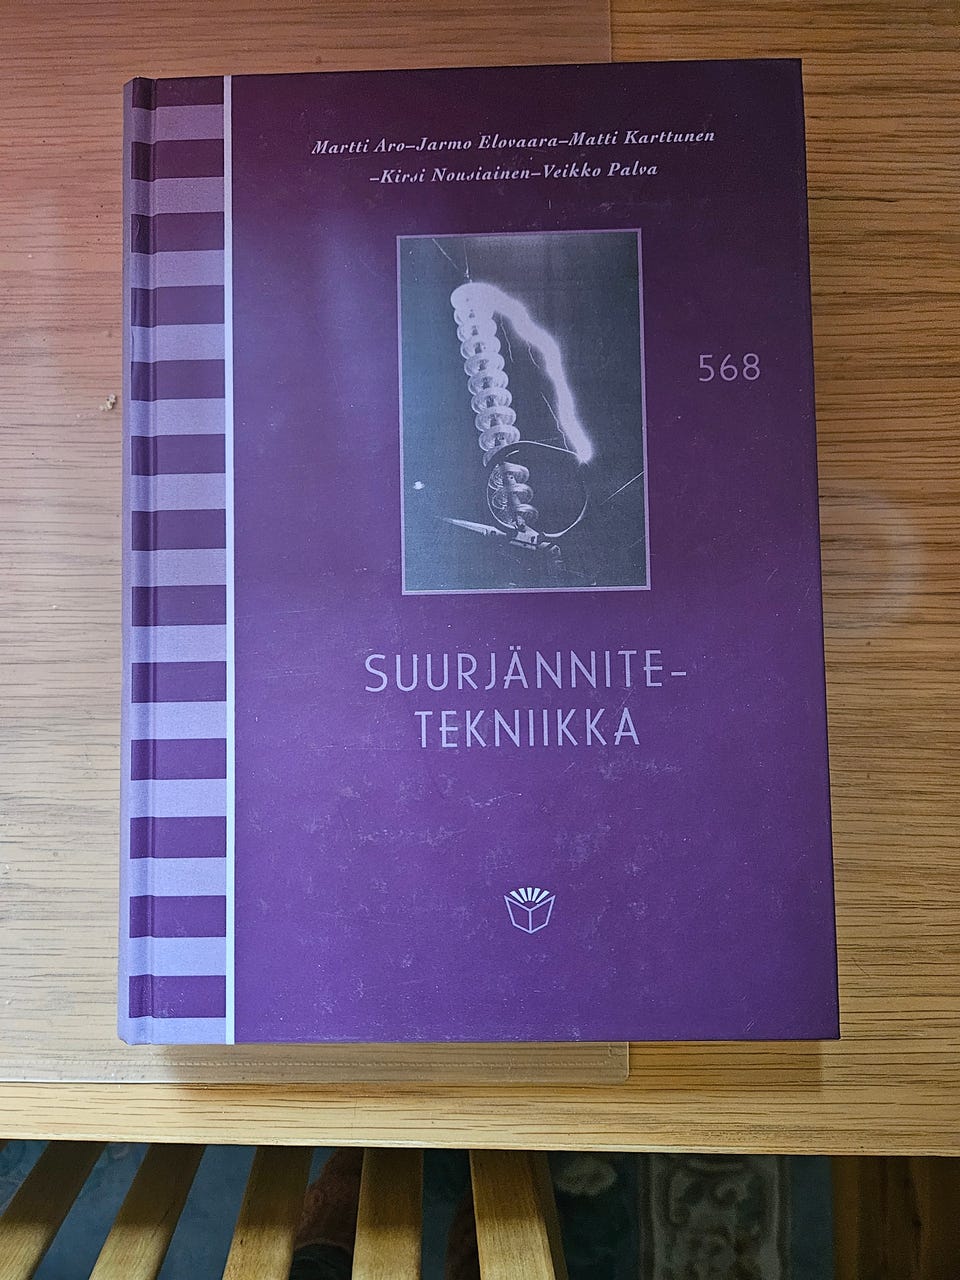 Martti Aro–Jarmo Elovaara–Matti Karttunen
–Kirsi Nousiainen–Veikko Palva
568
SUURJÄNNITE-
TEKNIIKKA